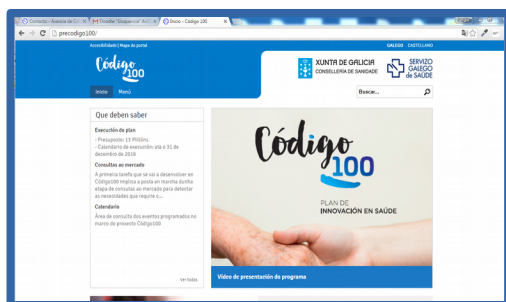 Contacto - Axencia de Co
Inicio - Código 100
precodigo100/
Accesibilidade | Mapa do portal
GALEGO CASTELLANO
Código
100
XUNTA DE GALICIA
CONSELLERÍA DE SANIDADE
SERVIZO
GALEGO
de SAÚDE
Inicio Menú
Buscar...
Que deben saber
Execución do plan
- Presuposto: 13 Millóns
- Calendario de execución: ata o 31 de
decembro de 2018
Consultas ao mercado
A primeira tarefa que se vai a desenvolver en
Código100 implica a posta en marcha dunha
etapa de consultas ao mercado para detectar
as necesidades que require o...
Calendario
Área de consulta dos eventos programados no
marco do proxecto Código100
Ver todos
Código
100
PLAN DE
INNOVACIÓN EN SAÚDE
Vídeo de presentación do programa